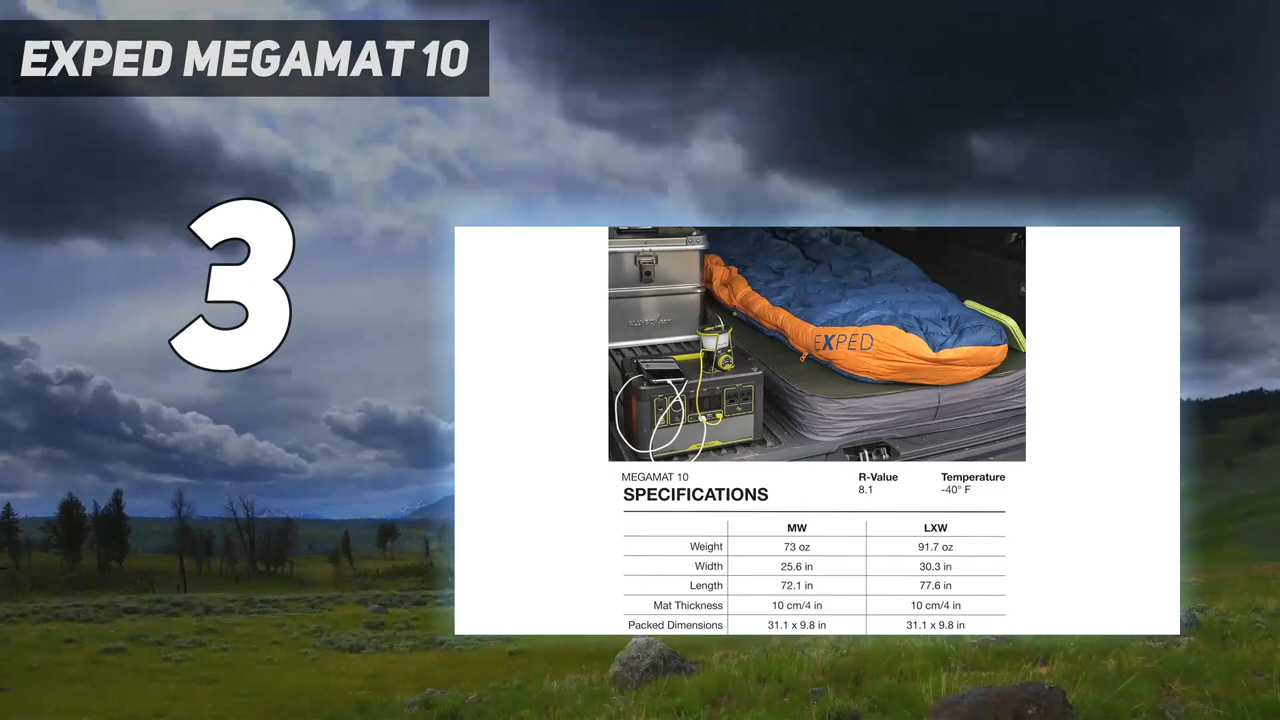 EXPED MEGAMAT 10
3
EXPED
MEGAMAT 10
SPECIFICATIONS
R-Value
8.1
Temperature
-40° F
MW LXW
Weight 73 oz 91.7 oz
Width 25.6 in 30.3 in
Length 72.1 in 77.6 in
Mat Thickness 10 cm/4 in 10 cm/4 in
Packed Dimensions 31.1 x 9.8 in 31.1 x 9.8 in